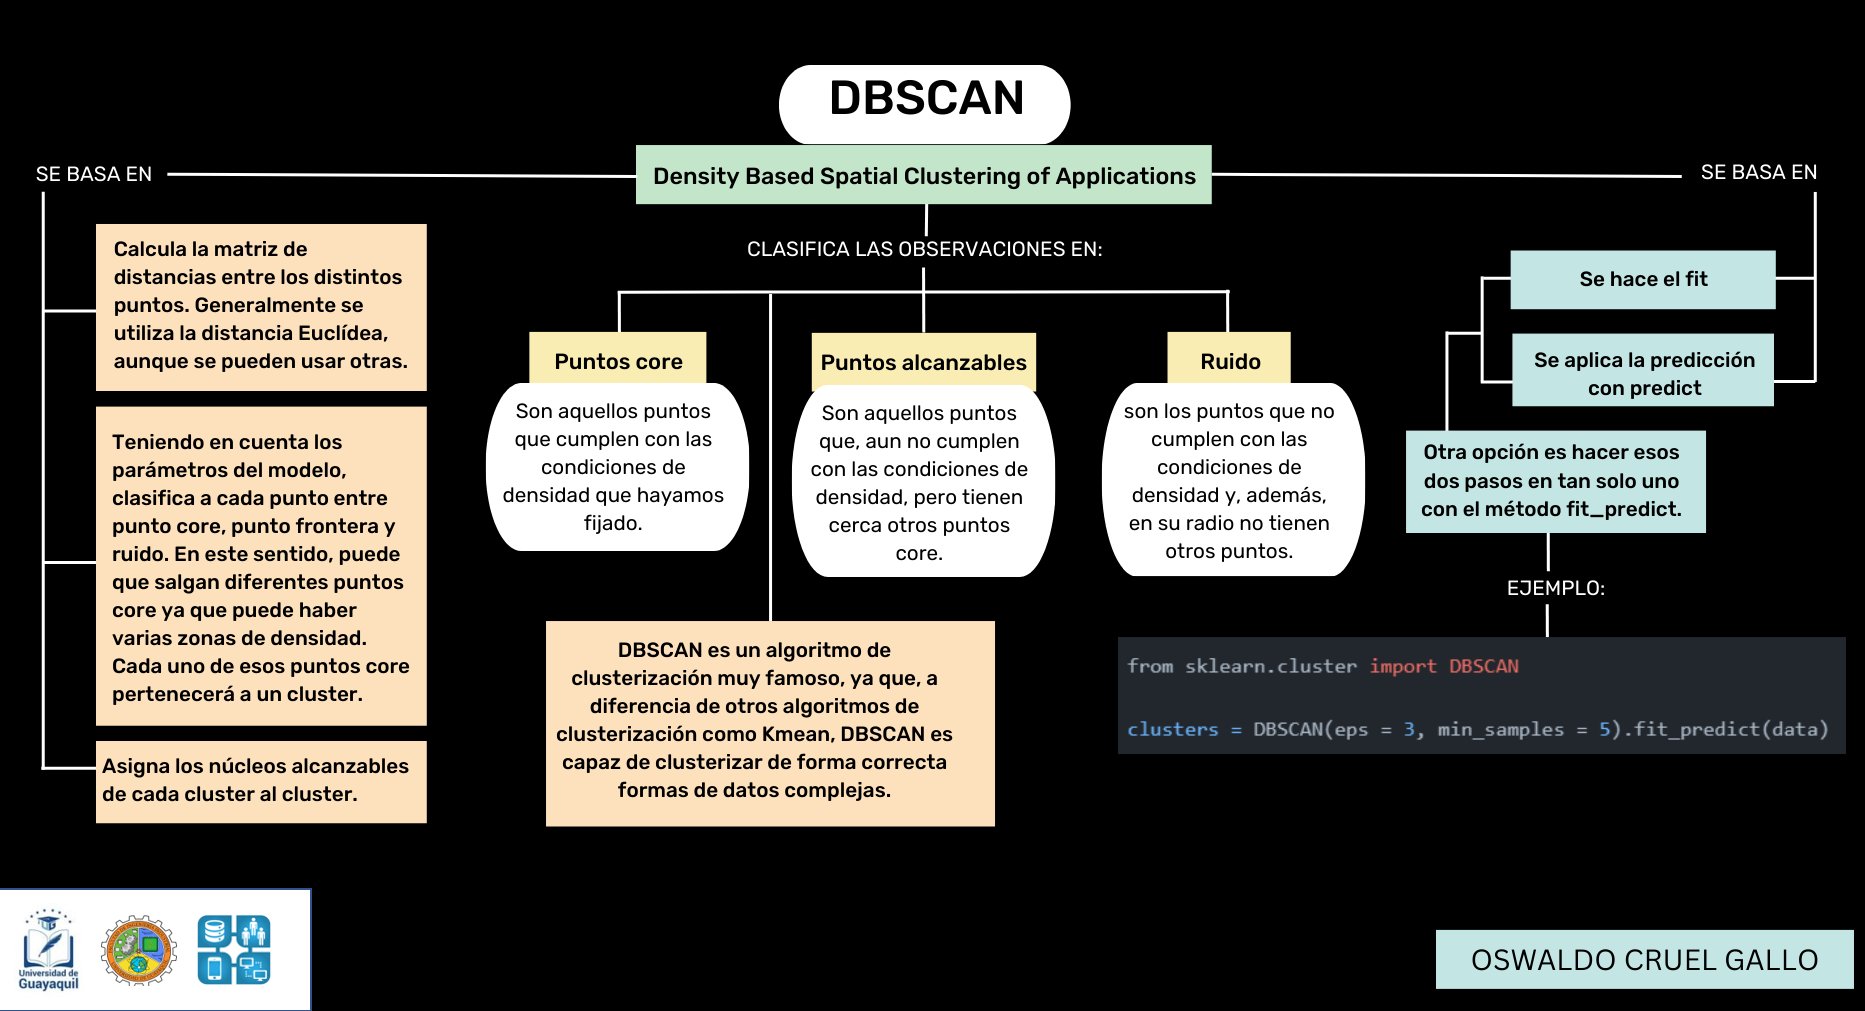 DBSCAN
Density Based Spatial Clustering of Applications
SE BASA EN
Calcula la matriz de
distancias entre los distintos
puntos. Generalmente se
utiliza la distancia Euclídea,
aunque se pueden usar otras.
Teniendo en cuenta los
parámetros del modelo,
clasifica a cada punto entre
punto core, punto frontera y
ruido. En este sentido, puede
que salgan diferentes puntos
core ya que puede haber
varias zonas de densidad.
Cada uno de esos puntos core
pertenecerá a un cluster.
Asigna los núcleos alcanzables
de cada cluster al cluster.
CLASIFICA LAS OBSERVACIONES EN:
Puntos core
Son aquellos puntos
que cumplen con las
condiciones de
densidad que hayamos
fijado.
Puntos alcanzables
Son aquellos puntos
que, aun no cumplen
con las condiciones de
densidad, pero tienen
cerca otros puntos
core.
Ruido
son los puntos que no
cumplen con las
condiciones de
densidad y, además,
en su radio no tienen
otros puntos.
DBSCAN es un algoritmo de
clusterización muy famoso, ya que, a
diferencia de otros algoritmos de
clusterización como Kmean, DBSCAN es
capaz de clusterizar de forma correcta
formas de datos complejas.
SE BASA EN
Se hace el fit
Se aplica la predicción
con predict
Otra opción es hacer esos
dos pasos en tan solo uno
con el método fit_predict.
EJEMPLO:
from sklearn.cluster import DBSCAN
clusters = DBSCAN(eps = 3, min_samples = 5).fit_predict(data)
Universidad de
Guayaquil
OSWALDO CRUEL GALLO